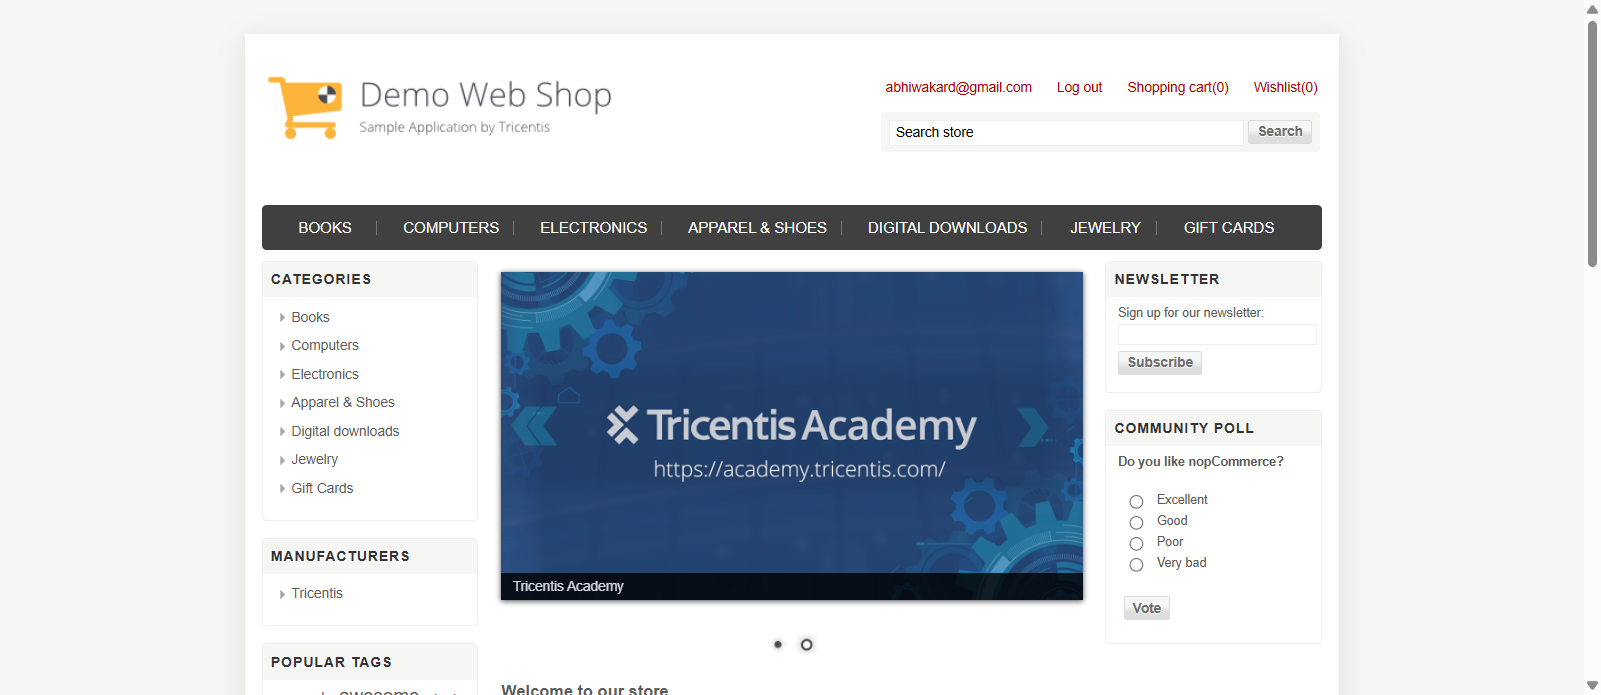 Demo Web Shop
Sample Application by Tricentis
abhiwakard@gmail.com Log out Shopping cart(0) Wishlist(0)
Search store Search
BOOKS COMPUTERS ELECTRONICS APPAREL & SHOES DIGITAL DOWNLOADS JEWELRY GIFT CARDS
CATEGORIES
Books
Computers
Electronics
Apparel & Shoes
Digital downloads
Jewelry
Gift Cards
MANUFACTURERS
Tricentis
POPULAR TAGS
awesome
Tricentis Academy
https://academy.tricentis.com/
Tricentis Academy
Welcome to our store
NEWSLETTER
Sign up for our newsletter:
Subscribe
COMMUNITY POLL
Do you like nopCommerce?
Excellent
Good
Poor
Very bad
Vote